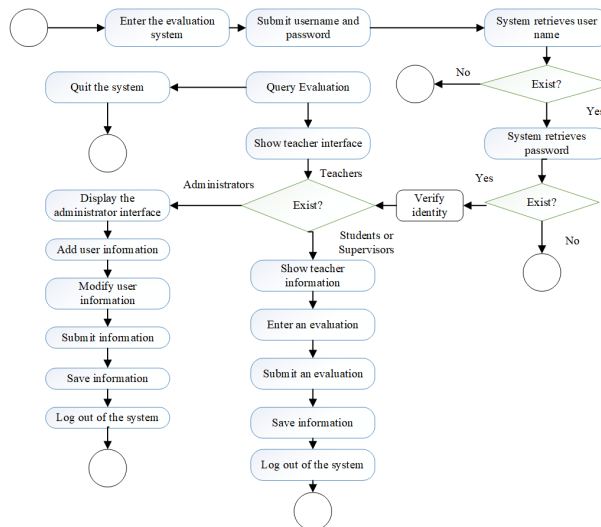 Enter the evaluation
system
Submit username and
password
System retrieves user
name
No
Exist?
Yes
Quit the system
Query Evaluation
System retrieves
password
Show teacher interface
Teachers
Administrators
Yes
Display the
administrator interface
Exist?
Verify
identity
Exist?
No
Students or
Supervisors
Add user information
Show teacher
information
Modify user
information
Enter an evaluation
Submit information
Submit an evaluation
Save information
Save information
Log out of the system
Log out of the system